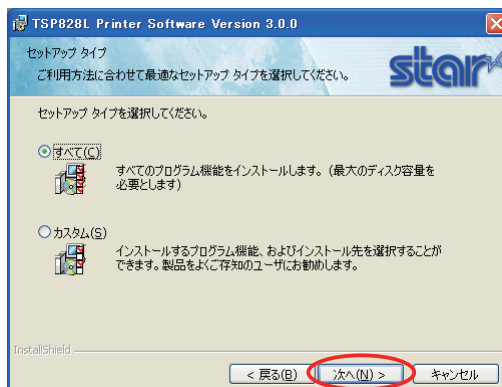 TSP828L Printer Software Version 3.0.0
セットアップ タイプ
ご利用方法に合わせて最適なセットアップ タイプを選択してください。
star
セットアップ タイプを選択してください。
すべて(C)
すべてのプログラム機能をインストールします。(最大のディスク容量を
必要とします)
カスタム(S)
インストールするプログラム機能、およびインストール先を選択することが
できます。製品をよくご存知のユーザにお勧めします。
InstallShield
< 戻る(B)
次へ(N) >
キャンセル